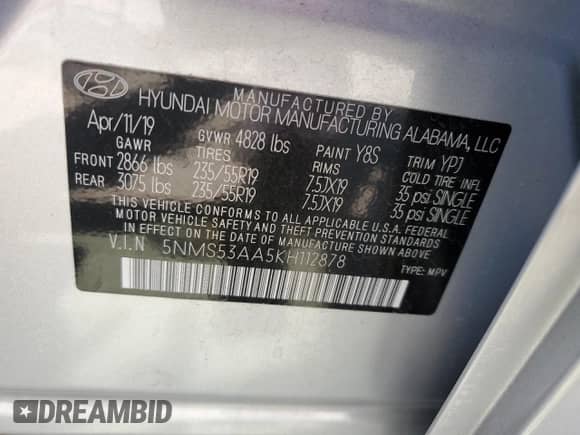 MANUFACTURED BY
HYUNDAI MOTOR MANUFACTURING ALABAMA, LLC
Apr/11/19 GVWR 4828 lbs PAINT Y8S TRIM YPJ
GAWR TIRES RIMS COLD TIRE INFL
FRONT 2866 lbs 235/55R19 7.5JX19 35 psi SINGLE
REAR 3075 lbs 235/55R19 7.5JX19 35 psi SINGLE
THIS VEHICLE CONFORMS TO ALL APPLICABLE U.S.A. FEDERAL
MOTOR VEHICLE SAFETY AND THEFT PREVENTION STANDARDS
IN EFFECT ON THE DATE OF MANUFACTURE SHOWN ABOVE.
V.I.N 5NMS53AA5KH112878
TYPE: MPV
DREAMBID